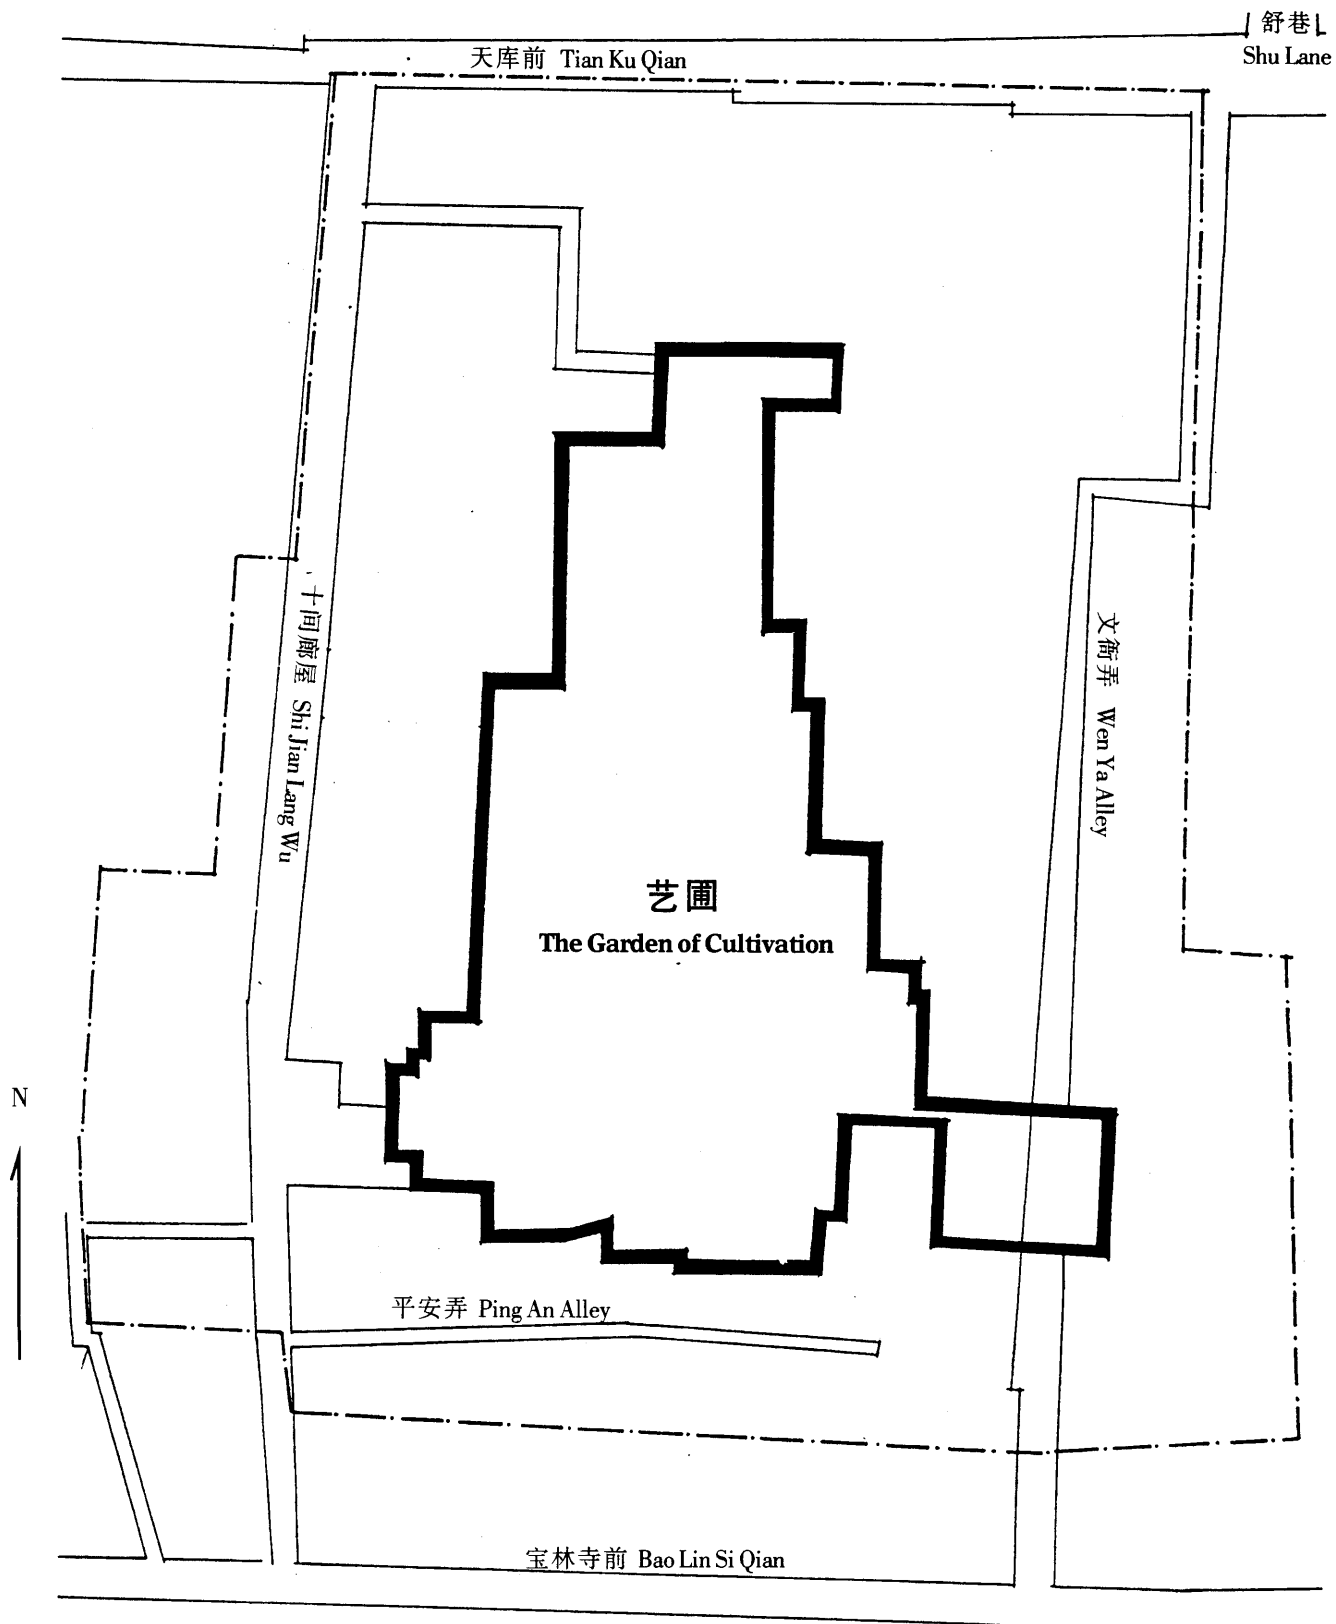 舒巷
Shu Lane
天库前 Tian Ku Qian
十间廊屋 Shi Jian Lang Wu
文衙弄 Wen Ya Alley
艺圃
The Garden of Cultivation
N
平安弄 Ping An Alley
宝林寺前 Bao Lin Si Qian